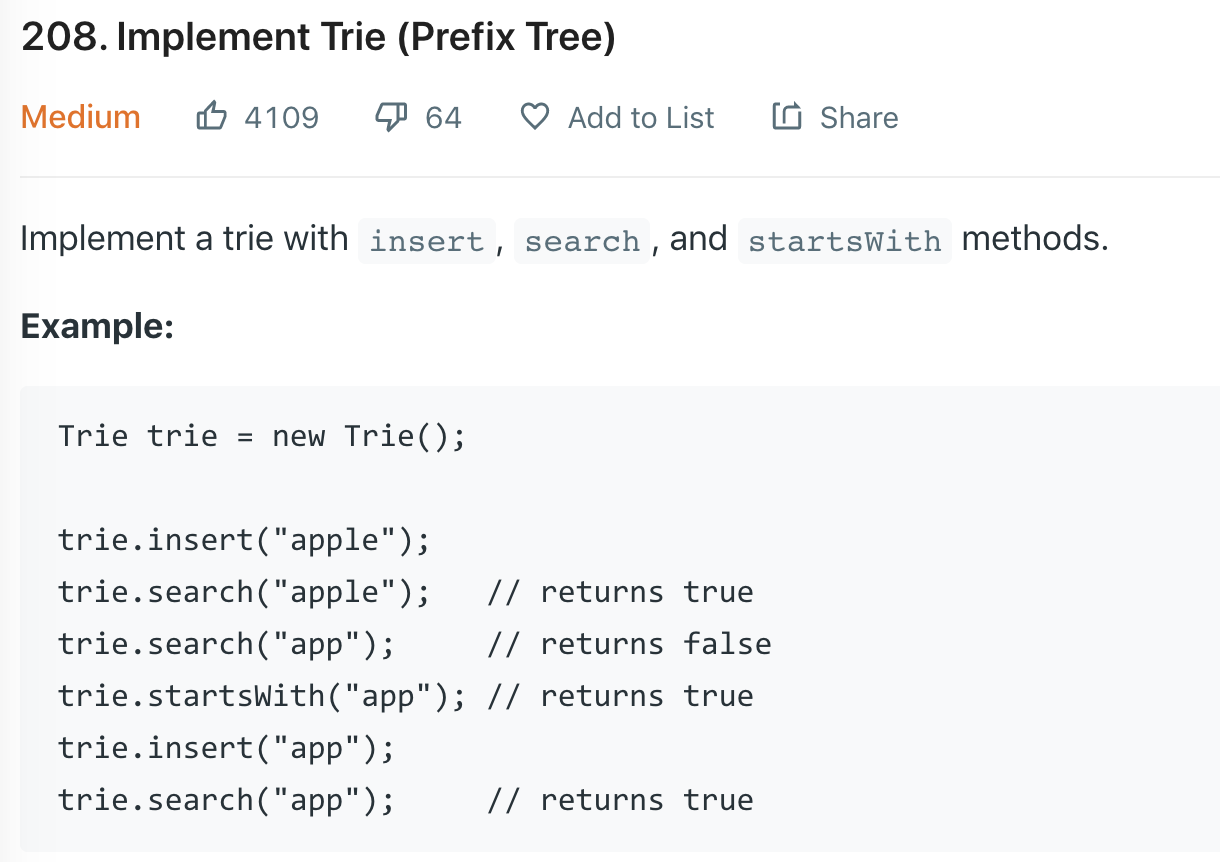 208. Implement Trie (Prefix Tree)
Medium 4109 64 Add to List Share
Implement a trie with insert, search, and startsWith methods.
Example:
Trie trie = new Trie();
trie.insert("apple");
trie.search("apple");   // returns true
trie.search("app");     // returns false
trie.startsWith("app"); // returns true
trie.insert("app");
trie.search("app");     // returns true